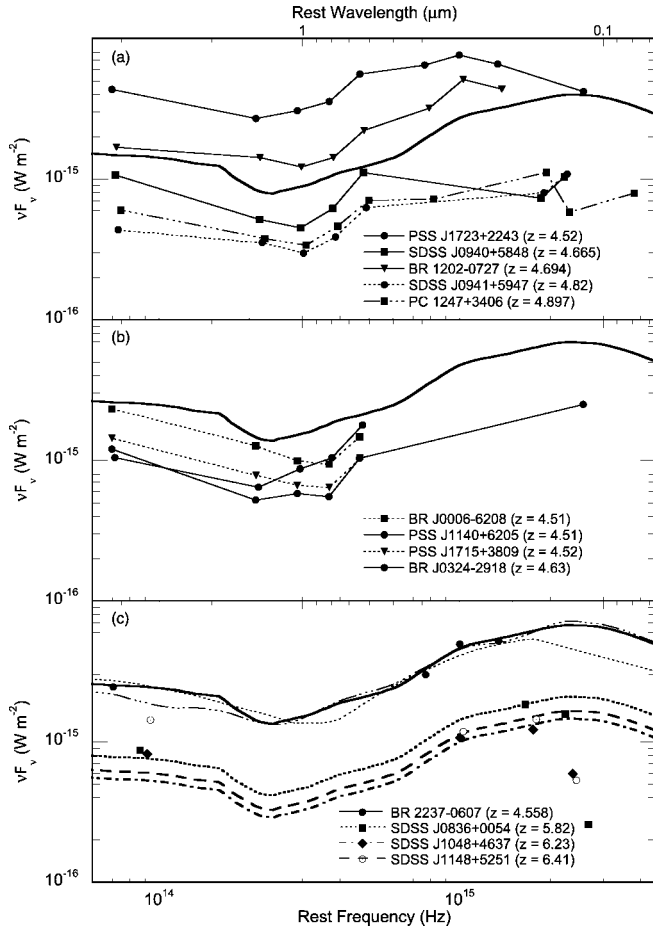 Rest Wavelength (μm)
1
0.1
(a)
νFᵥ (W m⁻²)
10⁻¹⁵
10⁻¹⁶
PSS J1723+2243 (z = 4.52)
SDSS J0940+5848 (z = 4.665)
BR 1202-0727 (z = 4.694)
SDSS J0941+5947 (z = 4.82)
PC 1247+3406 (z = 4.897)
(b)
νFᵥ (W m⁻²)
10⁻¹⁵
10⁻¹⁶
BR J0006-6208 (z = 4.51)
PSS J1140+6205 (z = 4.51)
PSS J1715+3809 (z = 4.52)
BR J0324-2918 (z = 4.63)
(c)
νFᵥ (W m⁻²)
10⁻¹⁵
10⁻¹⁶
BR 2237-0607 (z = 4.558)
SDSS J0836+0054 (z = 5.82)
SDSS J1048+4637 (z = 6.23)
SDSS J1148+5251 (z = 6.41)
10¹⁴
10¹⁵
Rest Frequency (Hz)